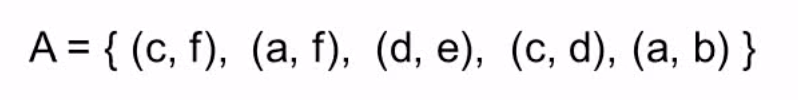 A = { (c, f), (a, f), (d, e), (c, d), (a, b) }